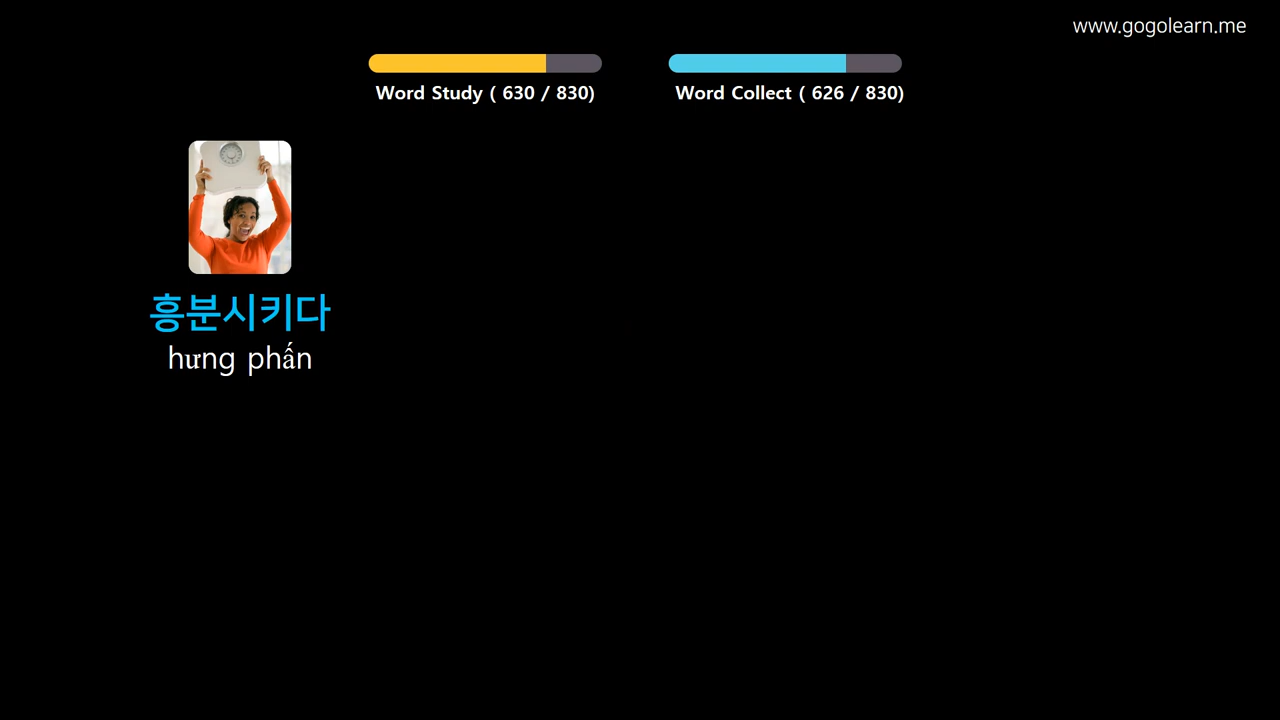 www.gogolearn.me
Word Study ( 630 / 830)
Word Collect ( 626 / 830)
흥분시키다
hưng phấn